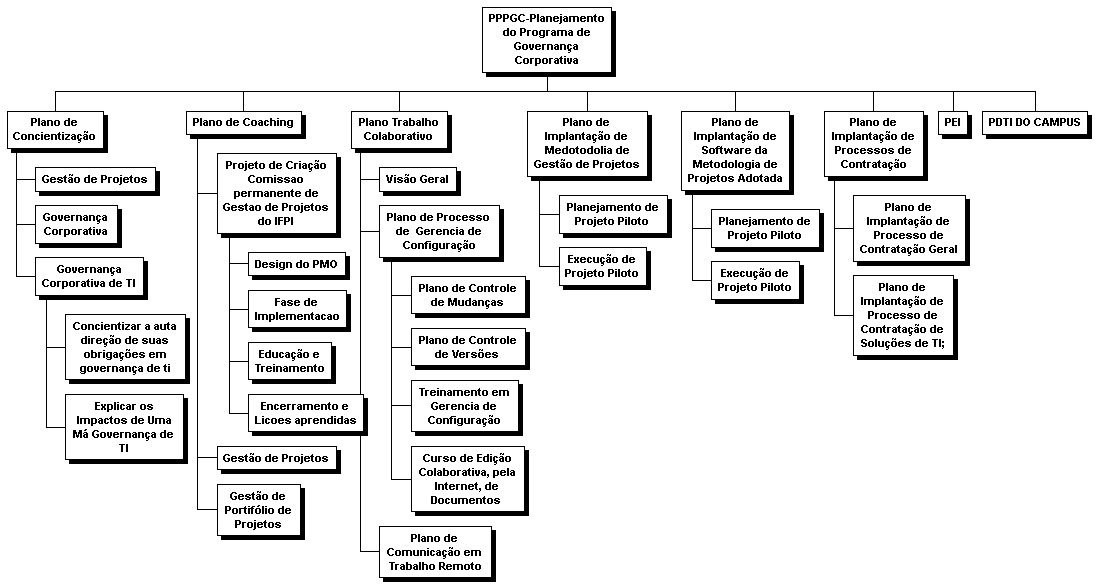 PPPGC-Planejamento
do Programa de
Governança
Corporativa
Plano de
Concientização
Gestão de Projetos
Governança
Corporativa
Governança
Corporativa de TI
Concientizar a auta
direção de suas
obrigações em
governança de ti
Explicar os
Impactos de Uma
Má Governança de
TI
Plano de Coaching
Projeto de Criação
Comissao
permanente de
Gestao de Projetos
do IFPI
Design do PMO
Fase de
Implementacao
Educação e
Treinamento
Encerramento e
Licoes aprendidas
Gestão de Projetos
Gestão de
Portifólio de
Projetos
Plano Trabalho
Colaborativo
Visão Geral
Plano de Processo
de Gerencia de
Configuração
Plano de Controle
de Mudanças
Plano de Controle
de Versões
Treinamento em
Gerencia de
Configuração
Curso de Edição
Colaborativa, pela
Internet, de
Documentos
Plano de
Comunicação em
Trabalho Remoto
Plano de
Implantação de
Medotodolia de
Gestão de Projetos
Planejamento de
Projeto Piloto
Execução de
Projeto Piloto
Plano de
Implantação de
Software da
Metodologia de
Projetos Adotada
Planejamento de
Projeto Piloto
Execução de
Projeto Piloto
Plano de
Implantação de
Processos de
Contratação
Plano de
Implantação de
Processo de
Contratação Geral
Plano de
Implantação de
Processo de
Contratação de
Soluções de TI;
PEI
PDTI DO CAMPUS